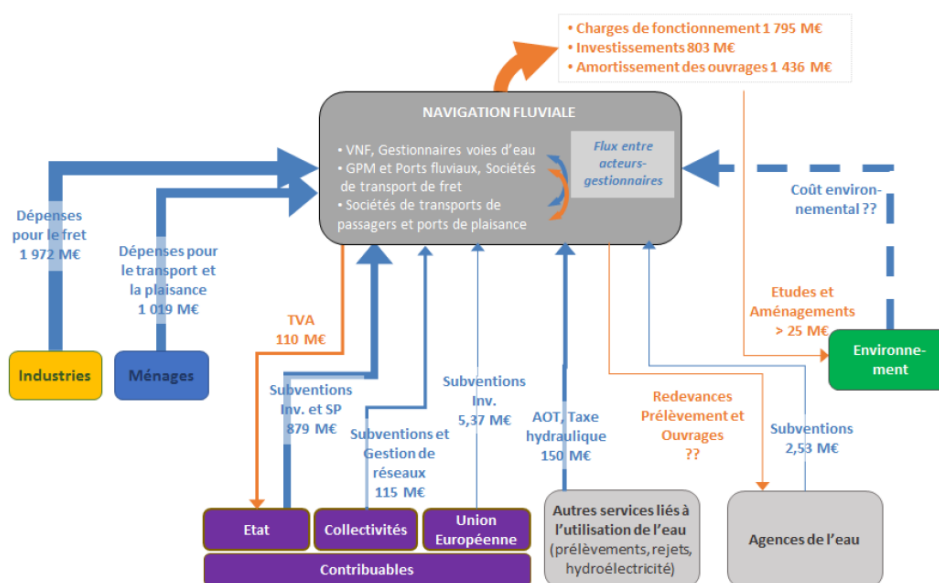 • Charges de fonctionnement 1 795 M€
• Investissements 803 M€
• Amortissement des ouvrages 1 436 M€
NAVIGATION FLUVIALE
• VNF, Gestionnaires voies d'eau
• GPM et Ports fluviaux, Sociétés
de transport de fret
• Sociétés de transports de
passagers et ports de plaisance
Flux entre
acteurs-
gestionnaires
Dépenses
pour le fret
1 972 M€
Dépenses pour
le transport et
la plaisance
1 019 M€
Coût environ-
nemental ??
Etudes et
Aménagements
> 25 M€
Industries
Ménages
Environne-
ment
TVA
110 M€
Subventions
Inv. et SP
879 M€
Subventions et
Gestion de
réseaux
115 M€
Subventions
Inv.
5,37 M€
AOT, Taxe
hydraulique
150 M€
Redevances
Prélèvement et
Ouvrages
??
Subventions
2,53 M€
Etat
Collectivités
Union
Européenne
Contribuables
Autres services liés à
l'utilisation de l'eau
(prélèvements, rejets,
hydroélectricité)
Agences de l'eau